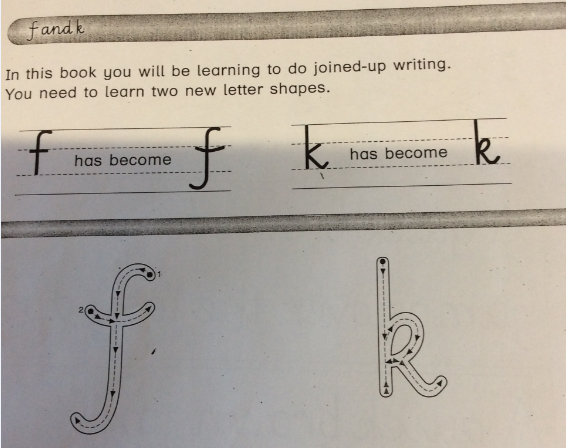 f and k
In this book you will be learning to do joined-up writing.
You need to learn two new letter shapes.
f has become f k has become k
1
2
f k